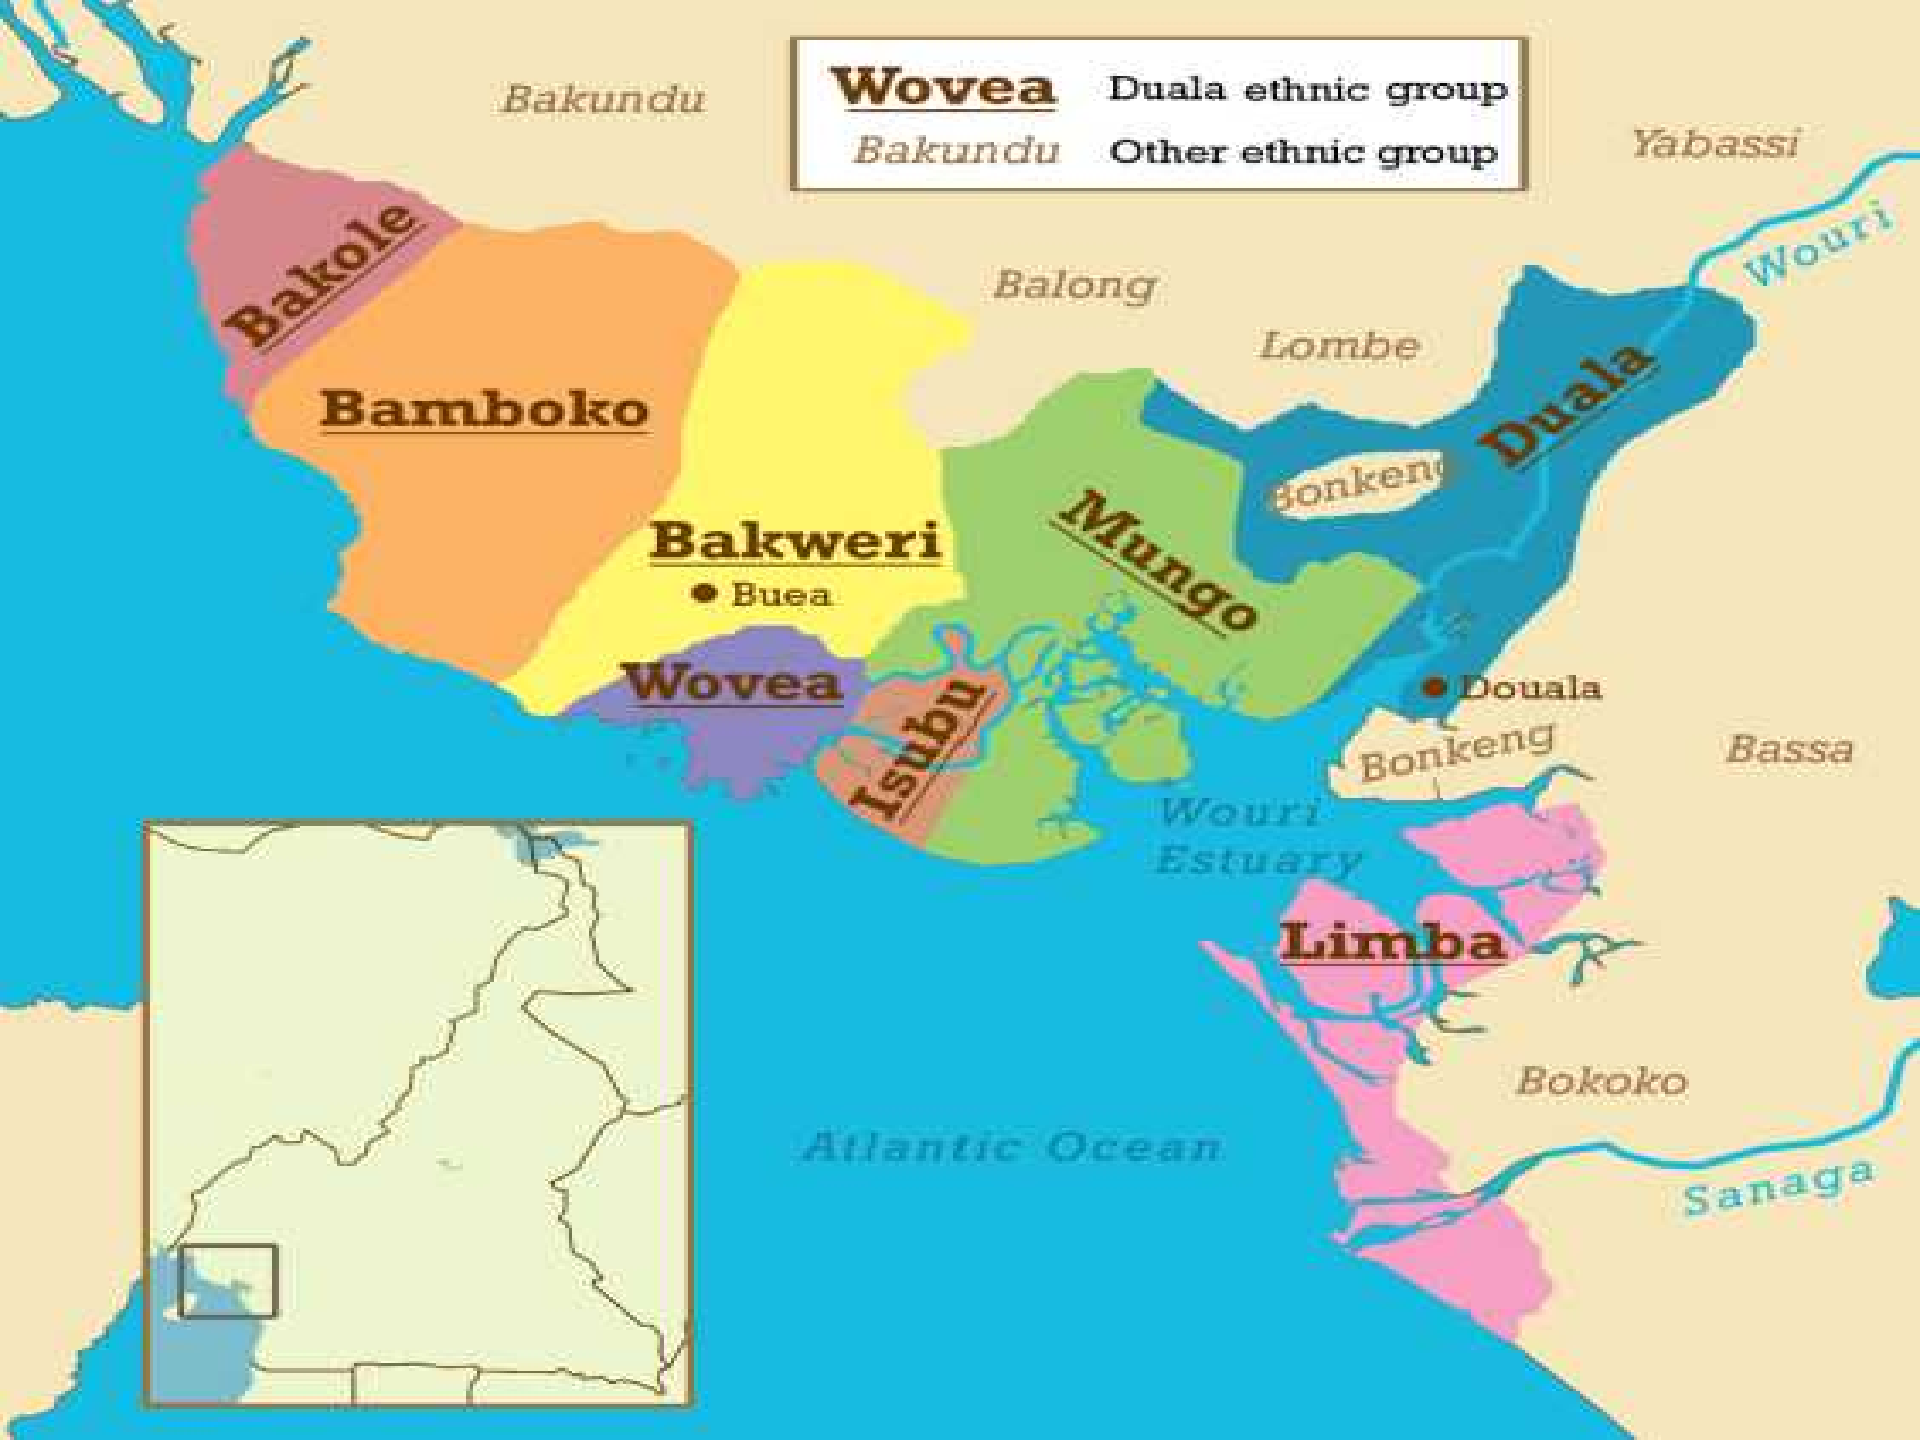 Bakundu
Wovea Duala ethnic group
Bakundu Other ethnic group
Yabassi
Wouri
Bakole
Balong
Lombe
Bamboko
Duala
Bonkeng
Mungo
Bakweri
Buea
Wovea
Isubu
Douala
Bonkeng
Bassa
Wouri
Estuary
Limba
Bokoko
Atlantic Ocean
Sanaga